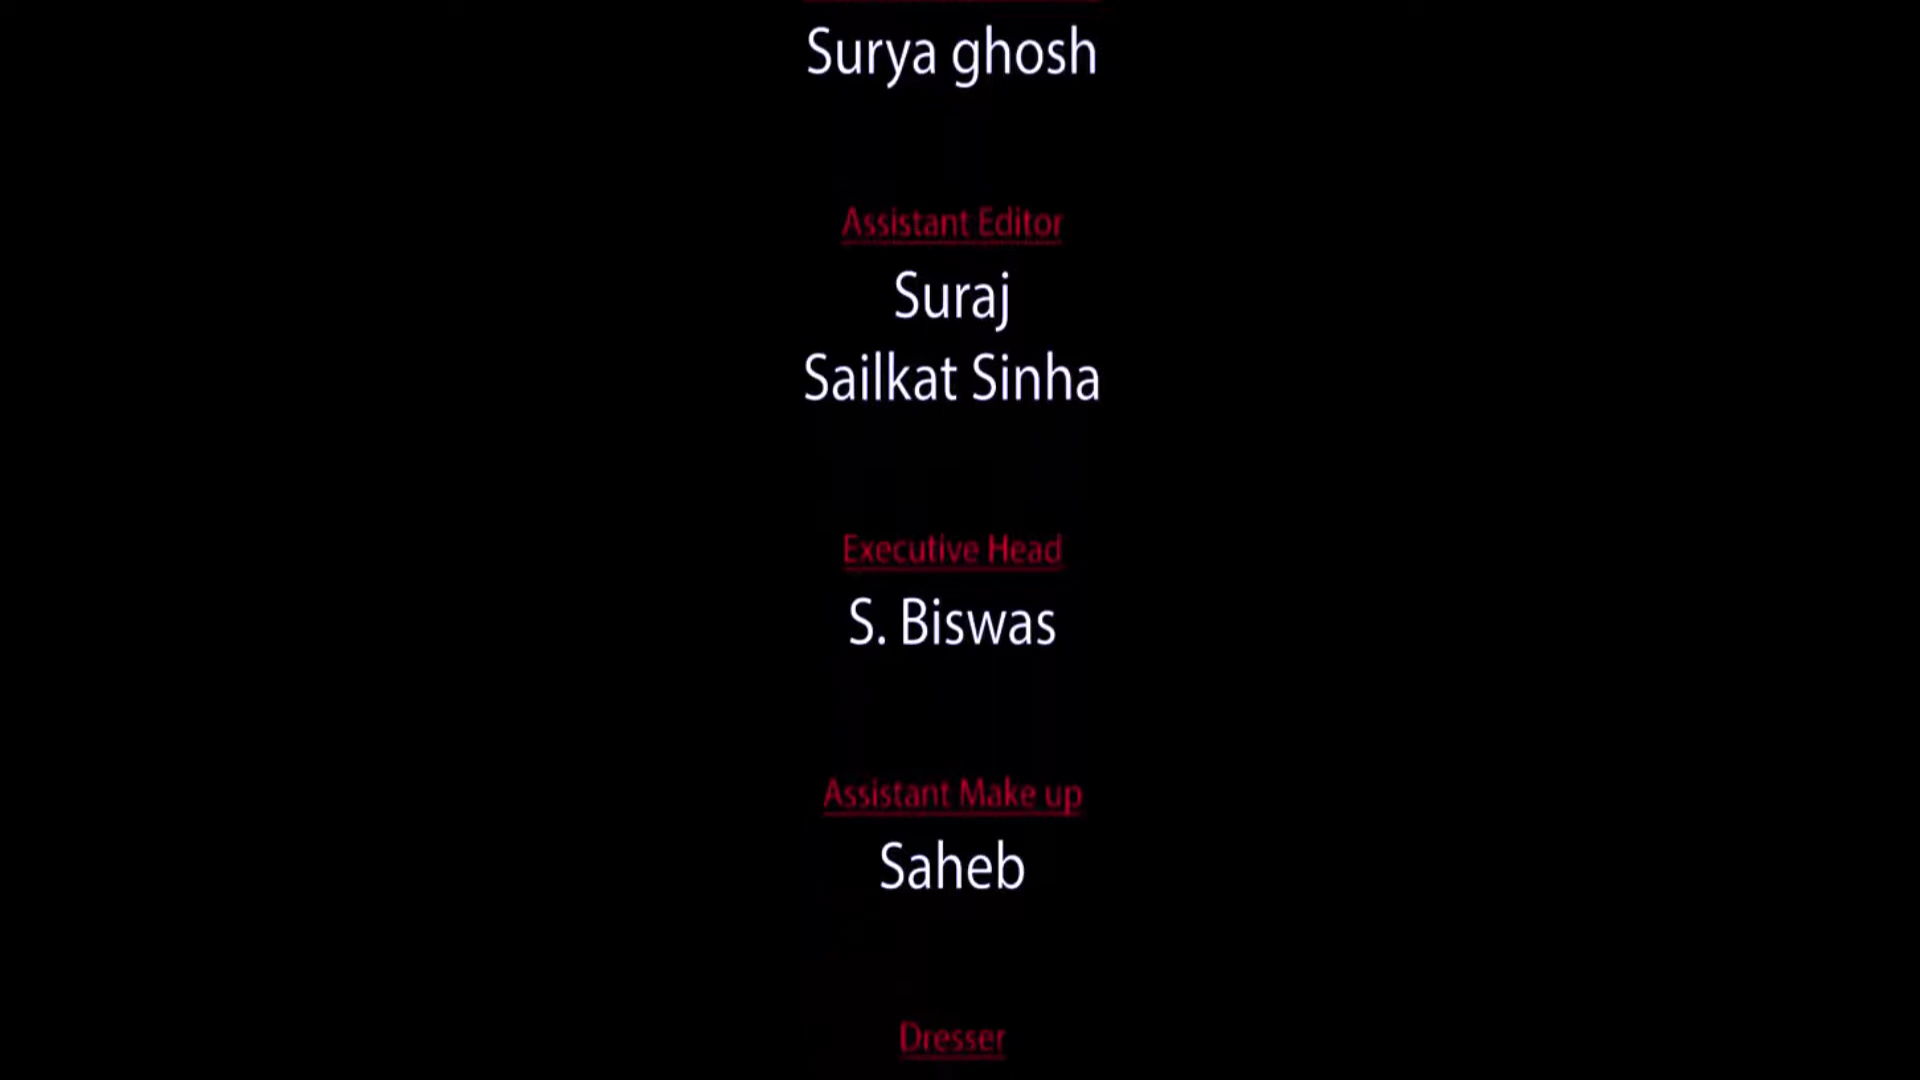 Surya ghosh
Assistant Editor
Suraj
Sailkat Sinha
Executive Head
S. Biswas
Assistant Make up
Saheb
Dresser